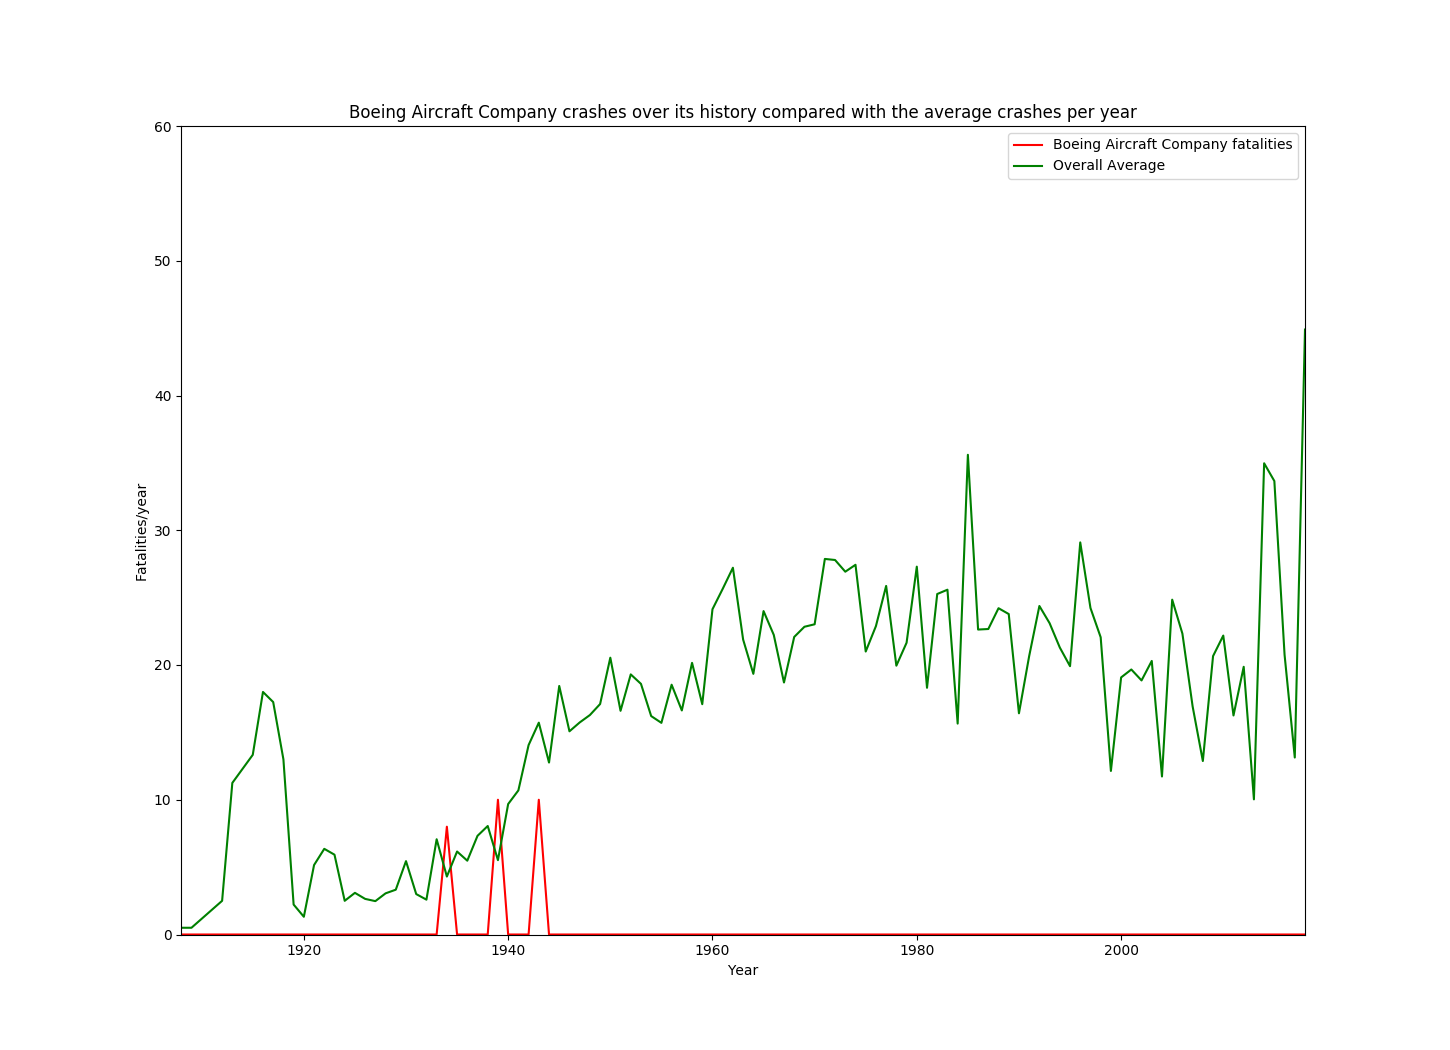 Boeing Aircraft Company crashes over its history compared with the average crashes per year
Boeing Aircraft Company fatalities
Overall Average
60
50
40
30
20
10
0
Fatalities/year
1920 1940 1960 1980 2000
Year